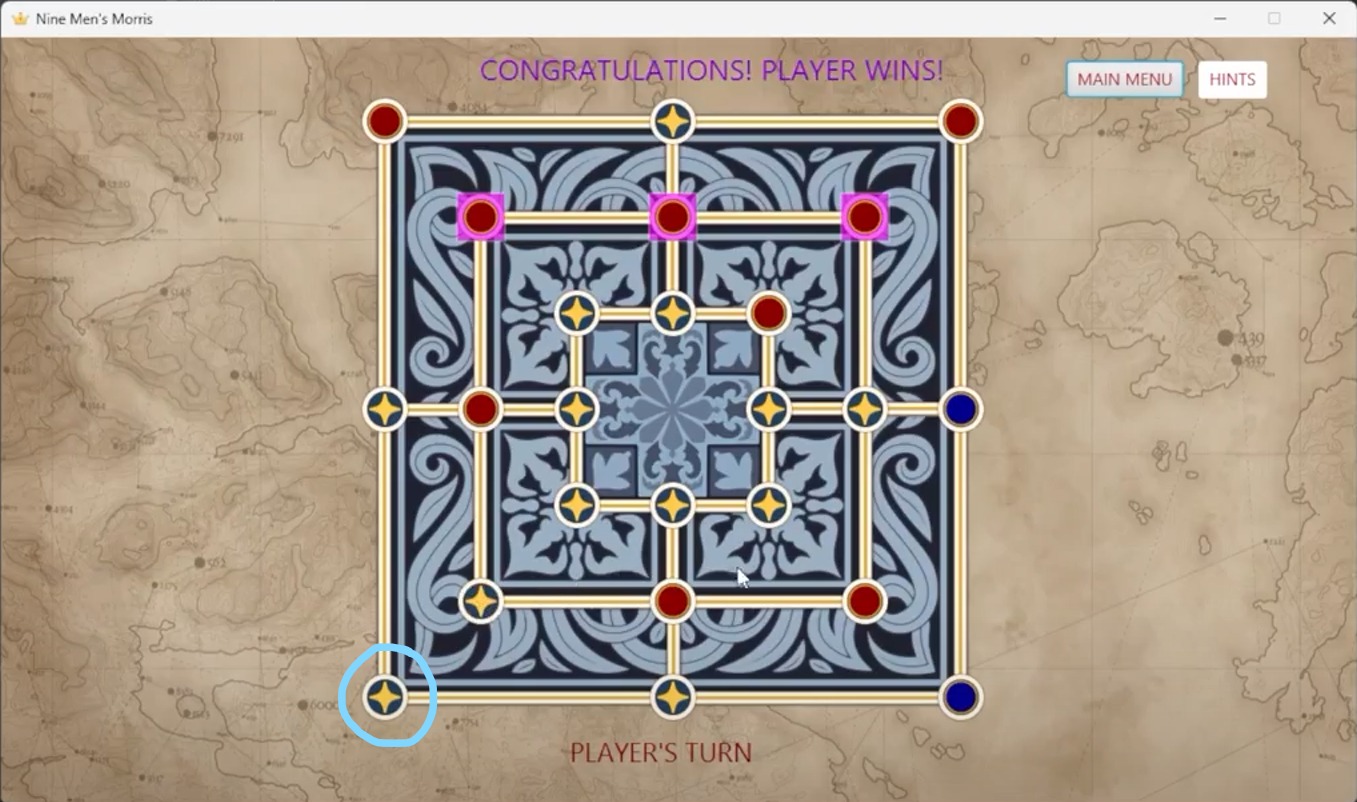 Nine Men's Morris
CONGRATULATIONS! PLAYER WINS!
MAIN MENU
HINTS
PLAYER'S TURN